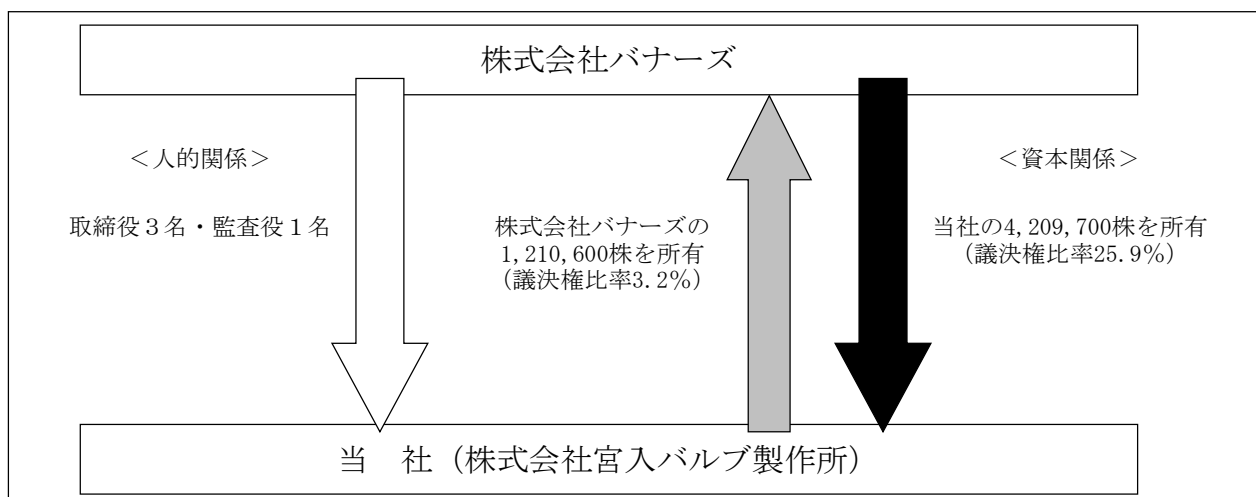 株式会社バナーズ
＜人的関係＞
取締役３名・監査役１名
株式会社バナーズの
1,210,600株を所有
(議決権比率3.2％)
＜資本関係＞
当社の4,209,700株を所有
(議決権比率25.9％)
当　社（株式会社宮入バルブ製作所）